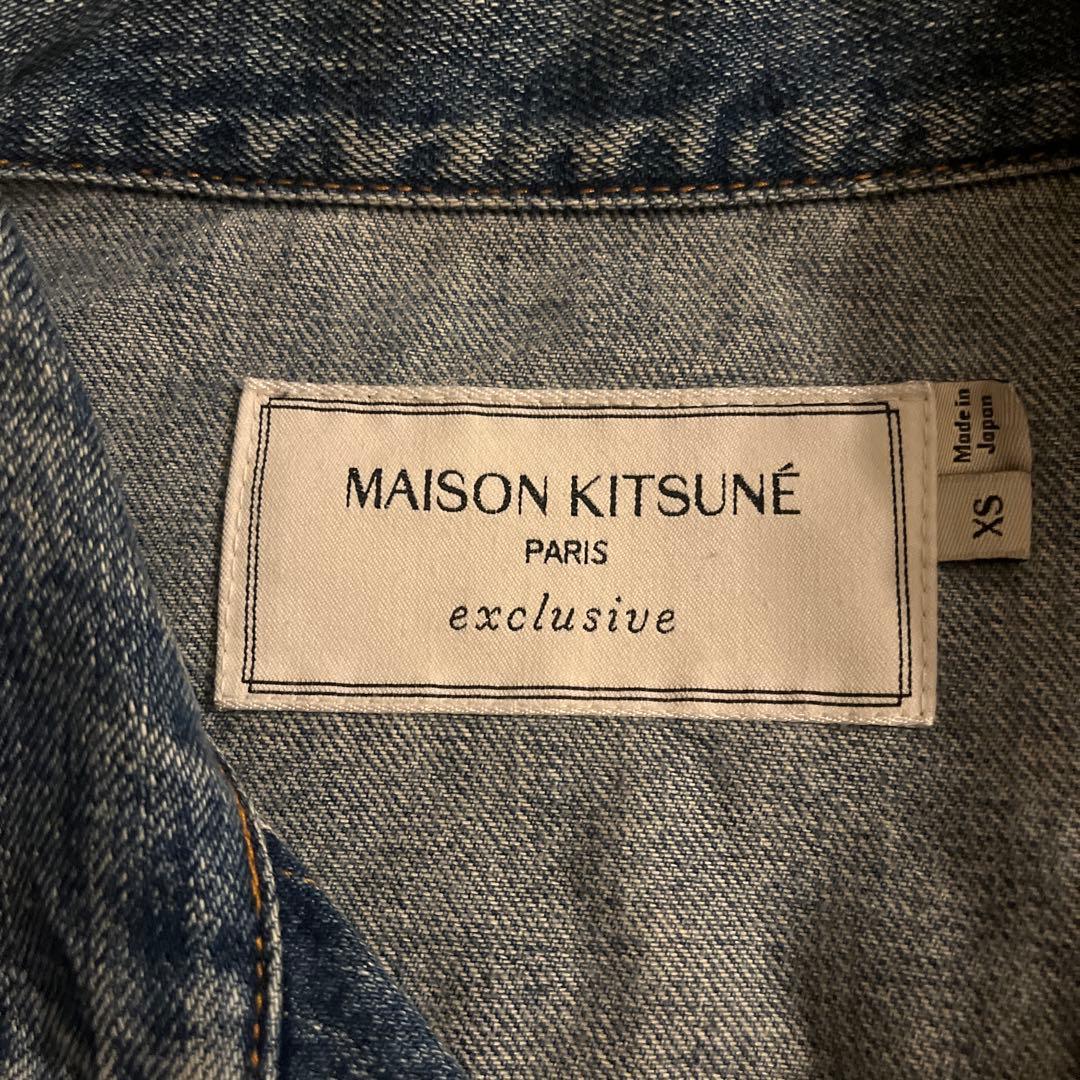 MAISON KITSUNÉ
PARIS
exclusive
Made in
Japan
XS